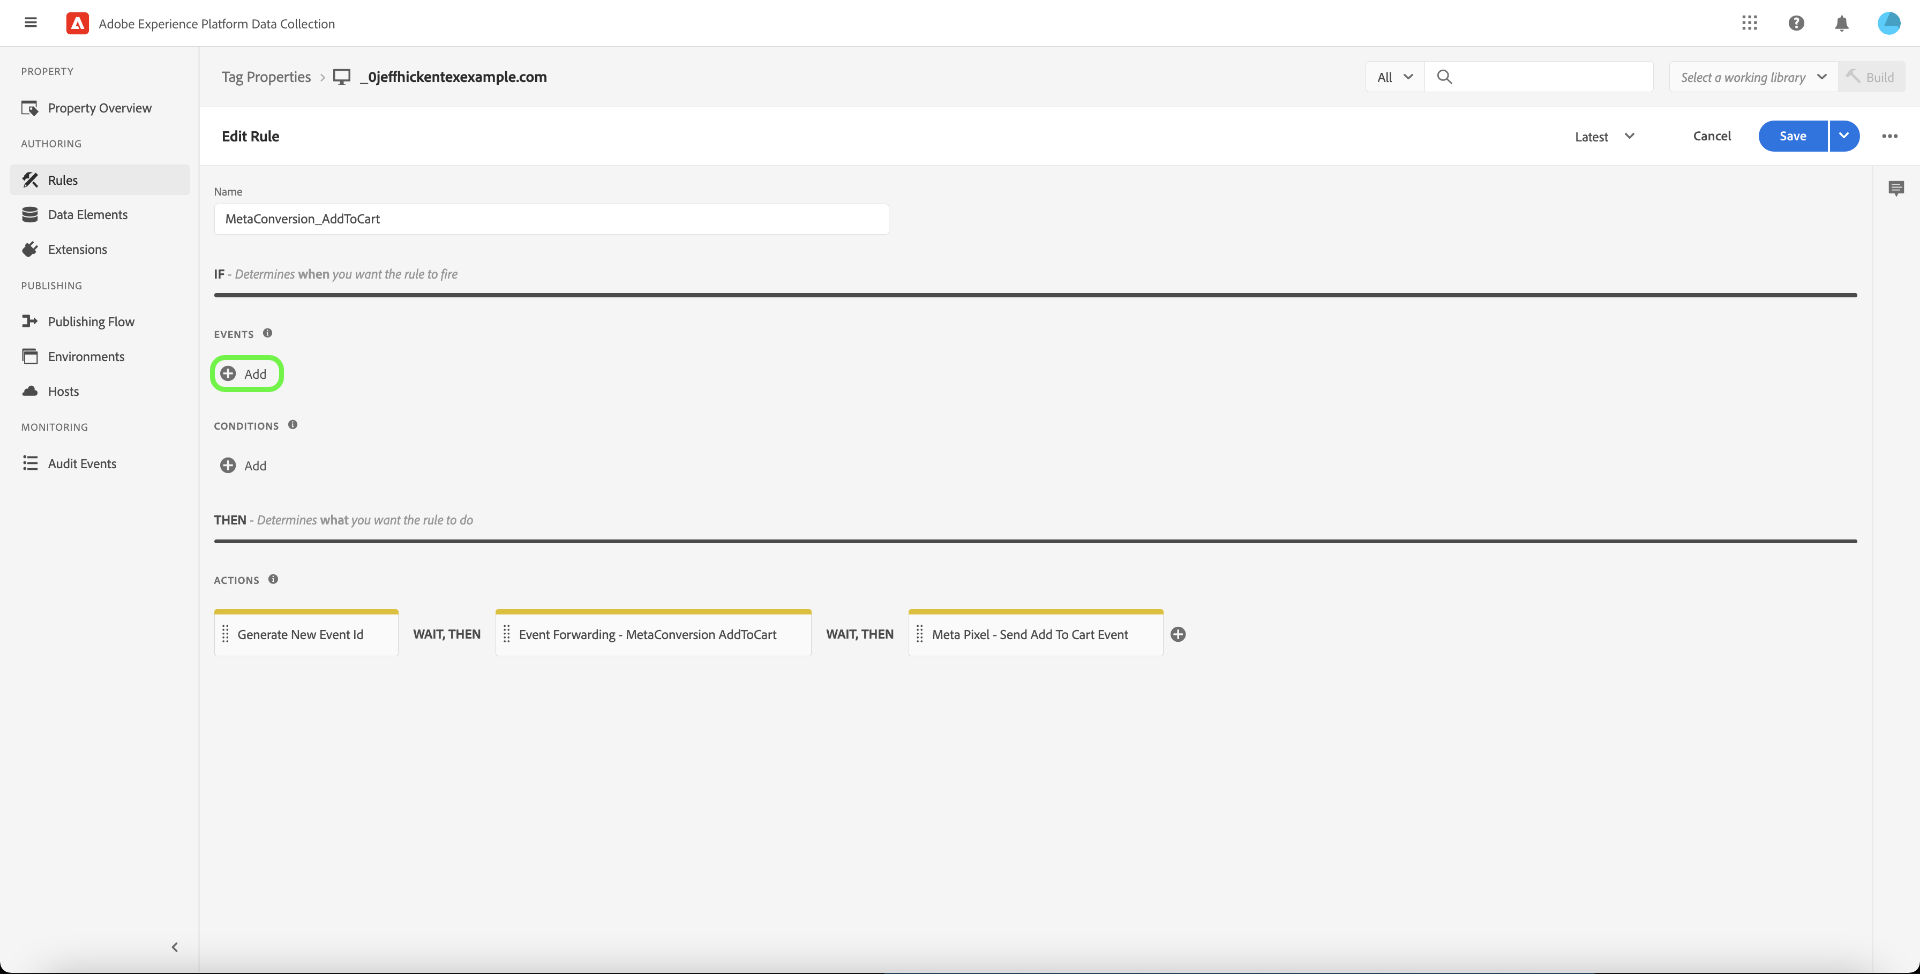 Adobe Experience Platform Data Collection
PROPERTY
Property Overview
AUTHORING
Rules
Data Elements
Extensions
PUBLISHING
Publishing Flow
Environments
Hosts
MONITORING
Audit Events
Tag Properties > _0jeffhickentexexample.com
All
Select a working library
Build
Edit Rule
Latest
Cancel
Save
Name
MetaConversion_AddToCart
IF - Determines when you want the rule to fire
EVENTS
Add
CONDITIONS
Add
THEN - Determines what you want the rule to do
ACTIONS
Generate New Event Id
WAIT, THEN
Event Forwarding - MetaConversion AddToCart
WAIT, THEN
Meta Pixel - Send Add To Cart Event